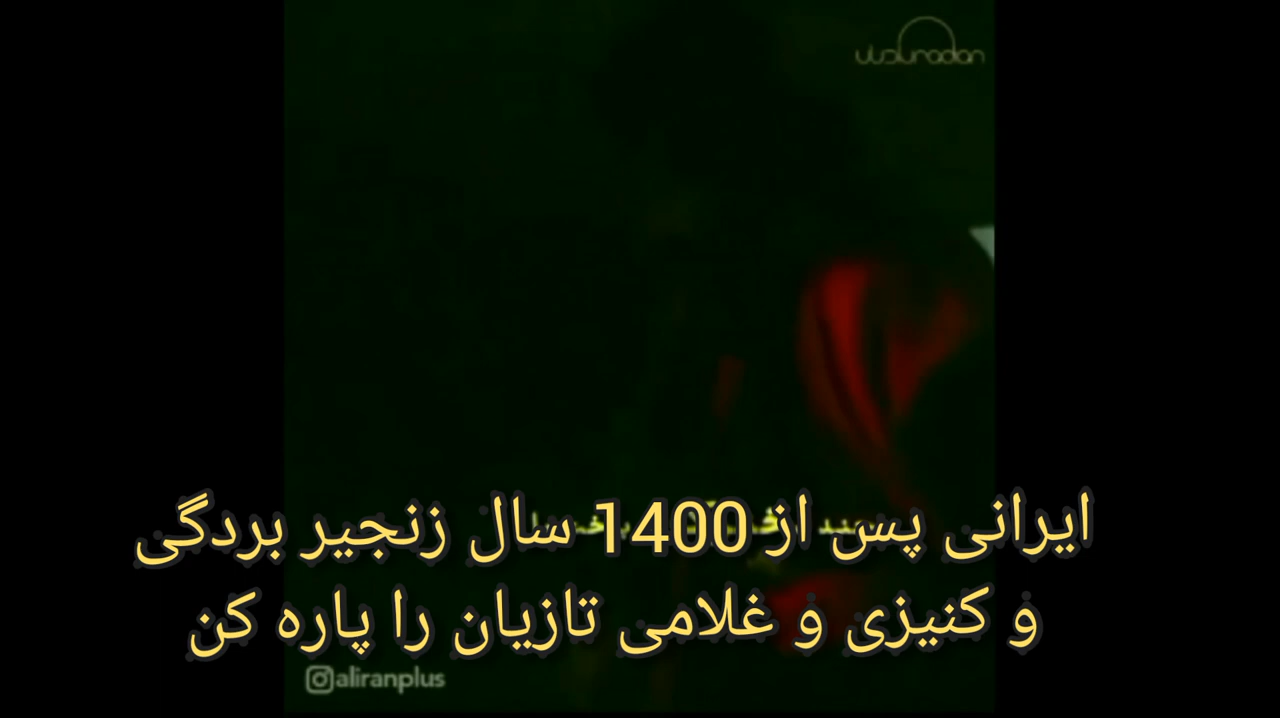 ایرانی پس از 1400 سال زنجیر بردگی
و کنیزی و غلامی تازیان را پاره کن
aliranplus